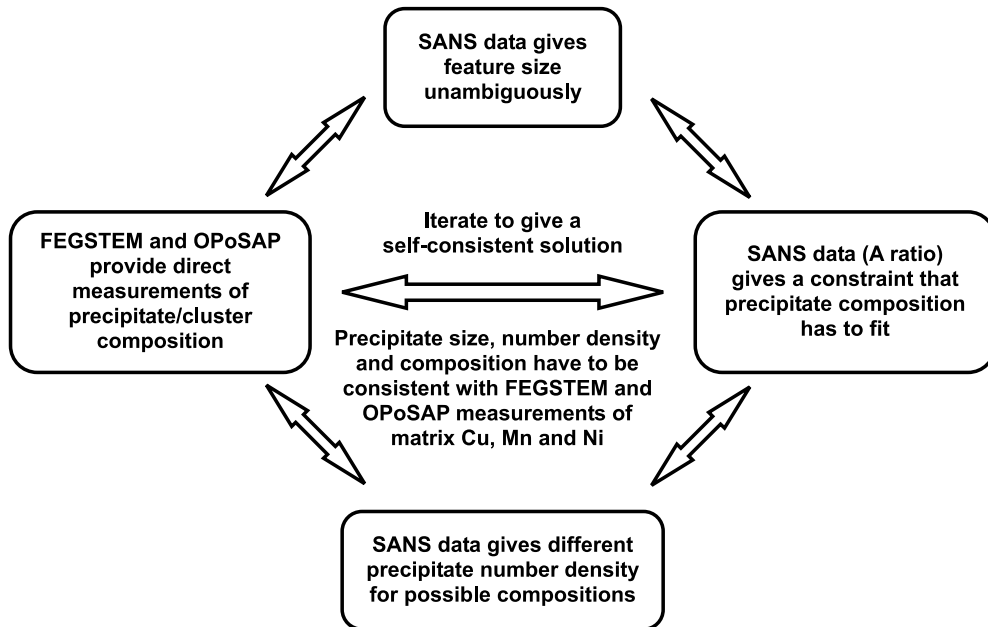 SANS data gives
feature size
unambiguously
FEGSTEM and OPoSAP
provide direct
measurements of
precipitate/cluster
composition
Iterate to give a
self-consistent solution
Precipitate size, number density
and composition have to be
consistent with FEGSTEM and
OPoSAP measurements of
matrix Cu, Mn and Ni
SANS data (A ratio)
gives a constraint that
precipitate composition
has to fit
SANS data gives different
precipitate number density
for possible compositions